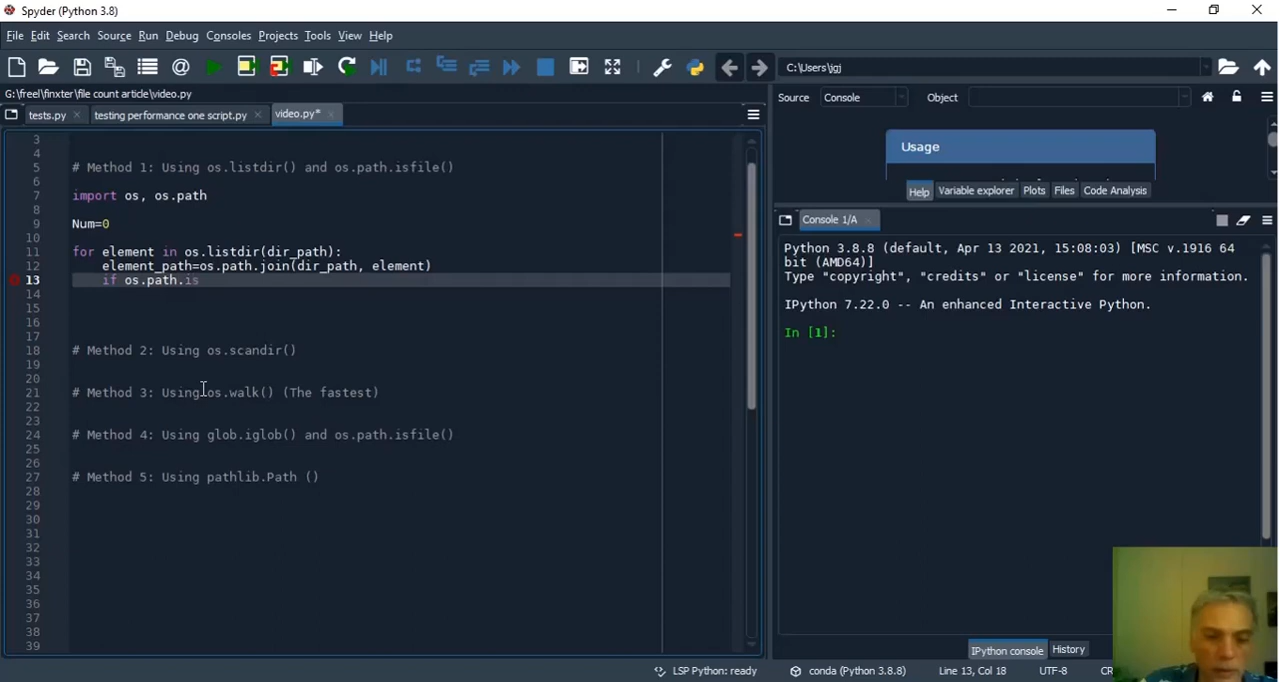 Spyder (Python 3.8)
File Edit Search Source Run Debug Consoles Projects Tools View Help
C:\Users\jgj
G:\freel\finxter\file count article\video.py
Source Console Object
tests.py testing performance one script.py video.py*
Usage
Help Variable explorer Plots Files Code Analysis
Console 1/A
3
4
5 # Method 1: Using os.listdir() and os.path.isfile()
6
7 import os, os.path
8
9 Num=0
10
11 for element in os.listdir(dir_path):
12 element_path=os.path.join(dir_path, element)
13 if os.path.is
14
15
16
17
18 # Method 2: Using os.scandir()
19
20
21 # Method 3: Using os.walk() (The fastest)
22
23
24 # Method 4: Using glob.iglob() and os.path.isfile()
25
26
27 # Method 5: Using pathlib.Path ()
28
29
30
31
32
33
34
35
36
37
38
39
Python 3.8.8 (default, Apr 13 2021, 15:08:03) [MSC v.1916 64
bit (AMD64)]
Type "copyright", "credits" or "license" for more information.
IPython 7.22.0 -- An enhanced Interactive Python.
In [1]:
IPython console History
LSP Python: ready conda (Python 3.8.8) Line 13, Col 18 UTF-8 CR